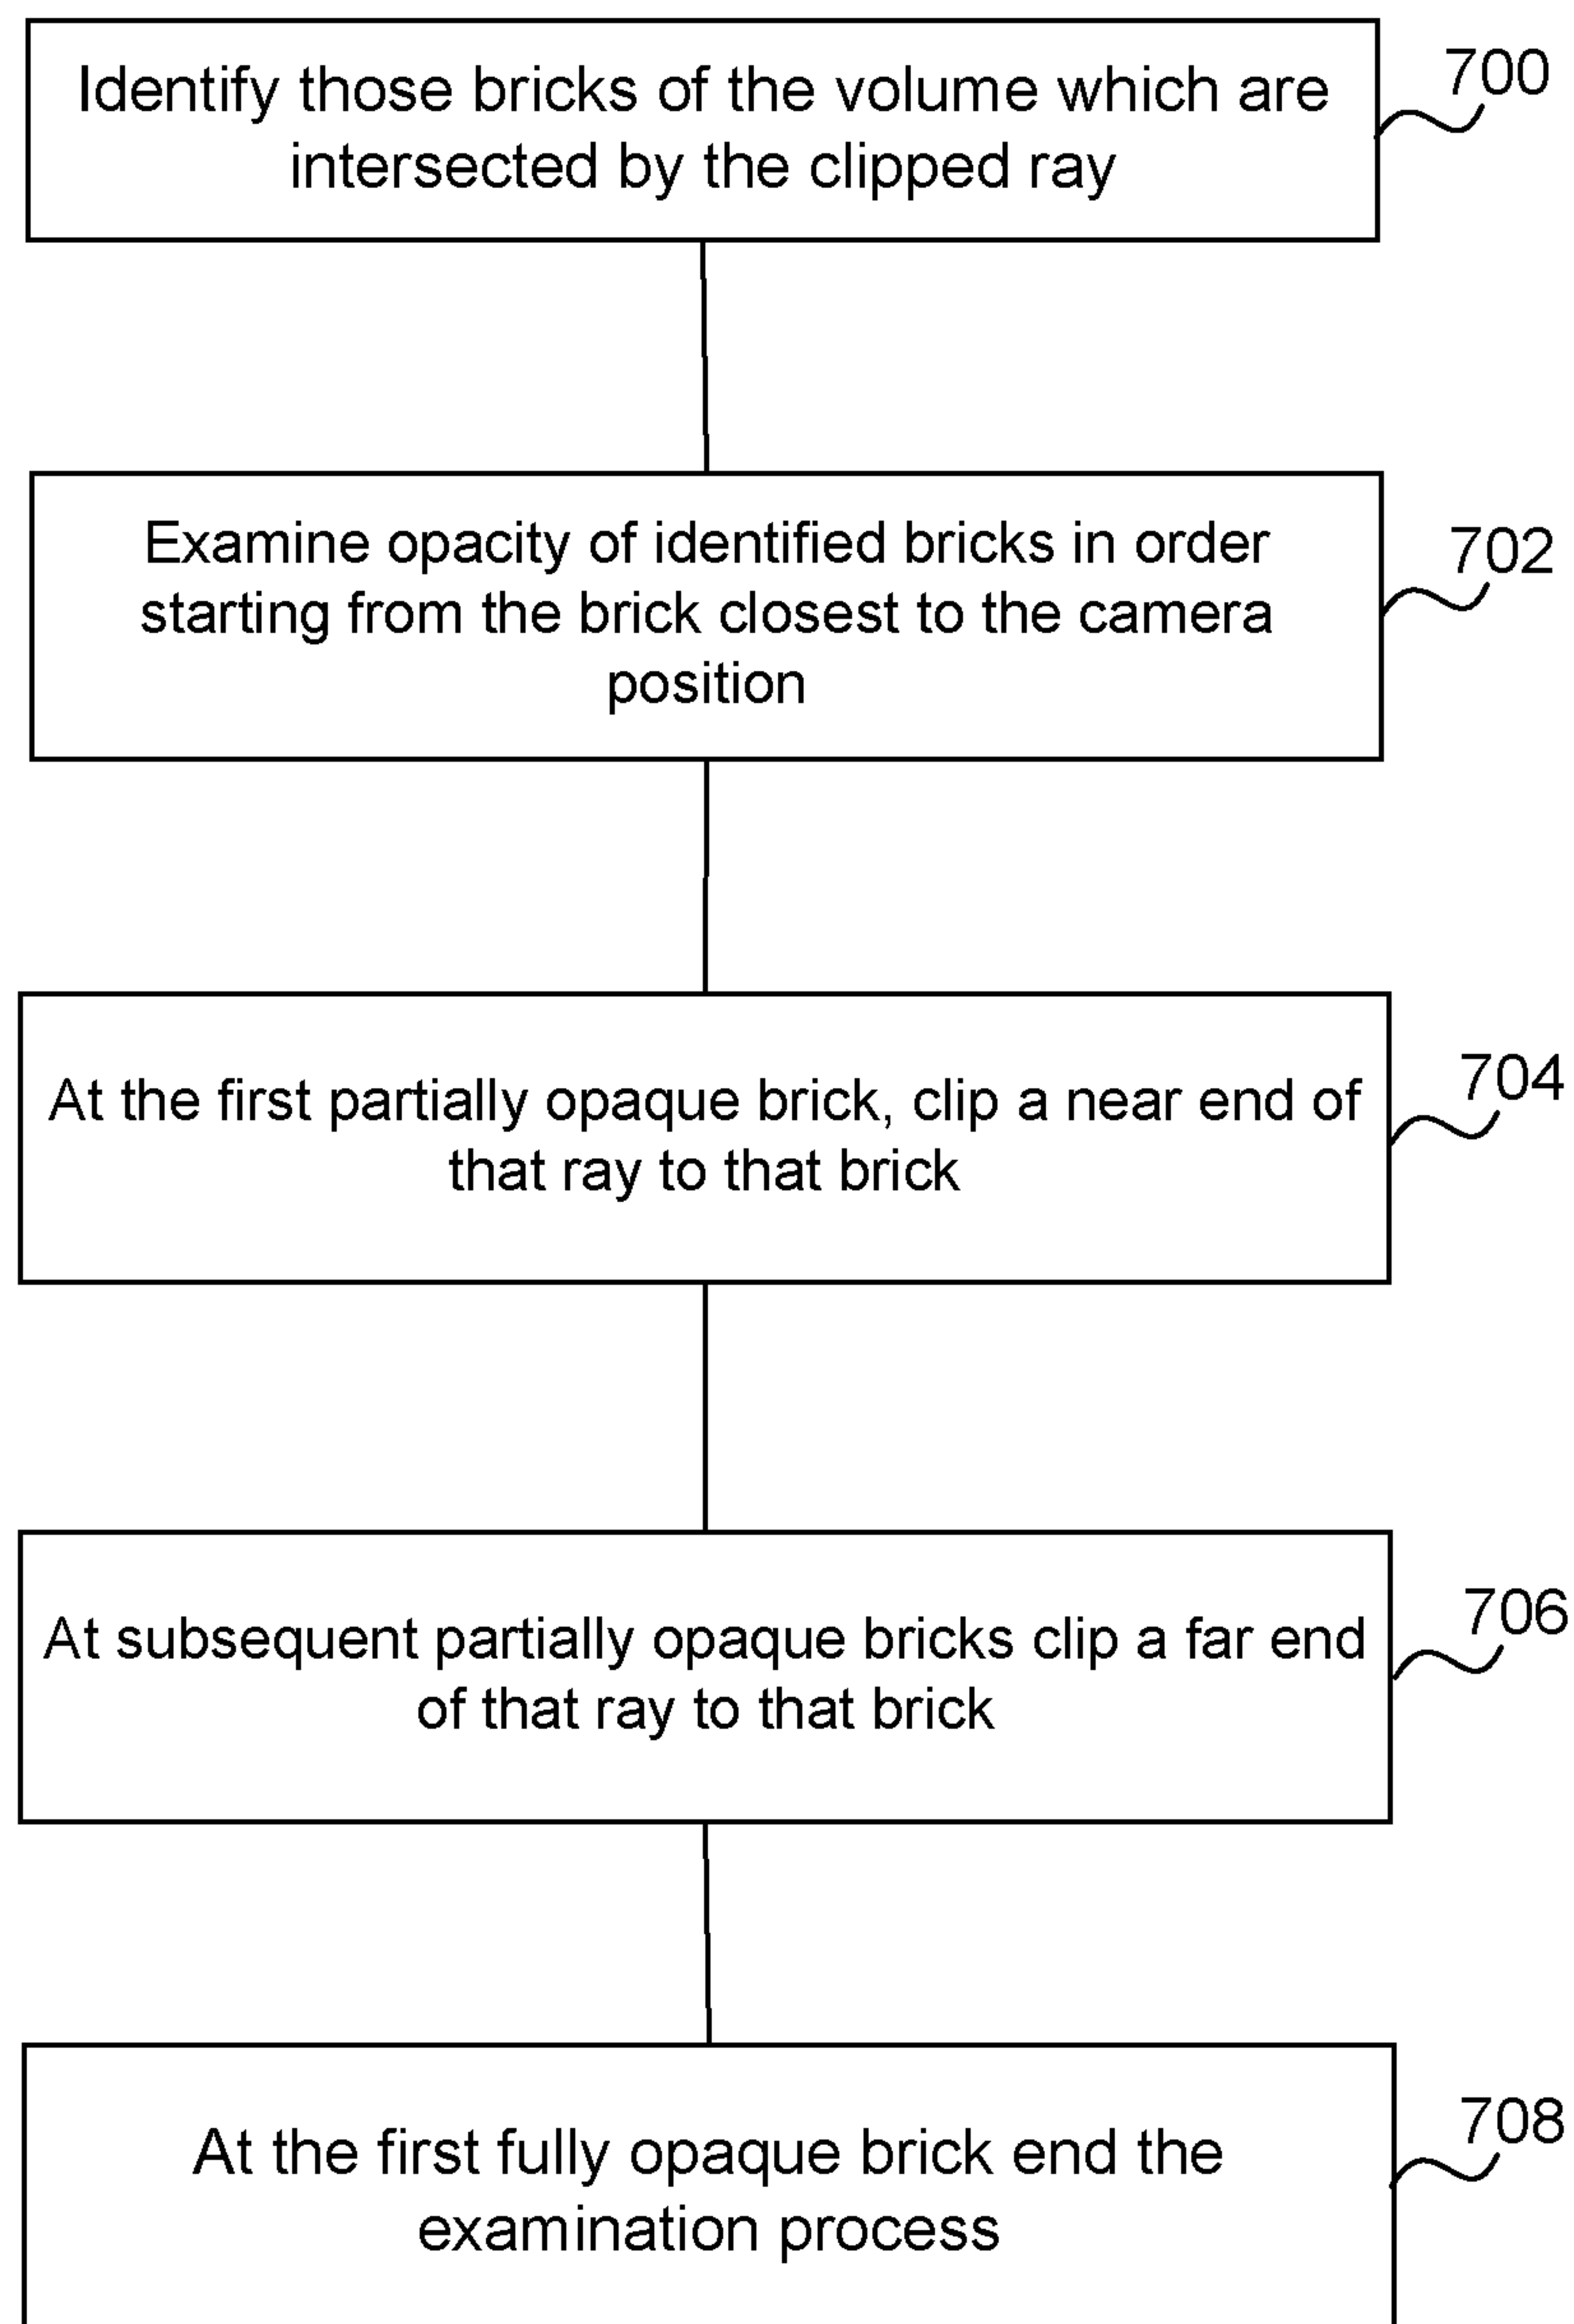 Identify those bricks of the volume which are
intersected by the clipped ray
700
Examine opacity of identified bricks in order
starting from the brick closest to the camera
position
702
At the first partially opaque brick, clip a near end of
that ray to that brick
704
At subsequent partially opaque bricks clip a far end
of that ray to that brick
706
At the first fully opaque brick end the
examination process
708